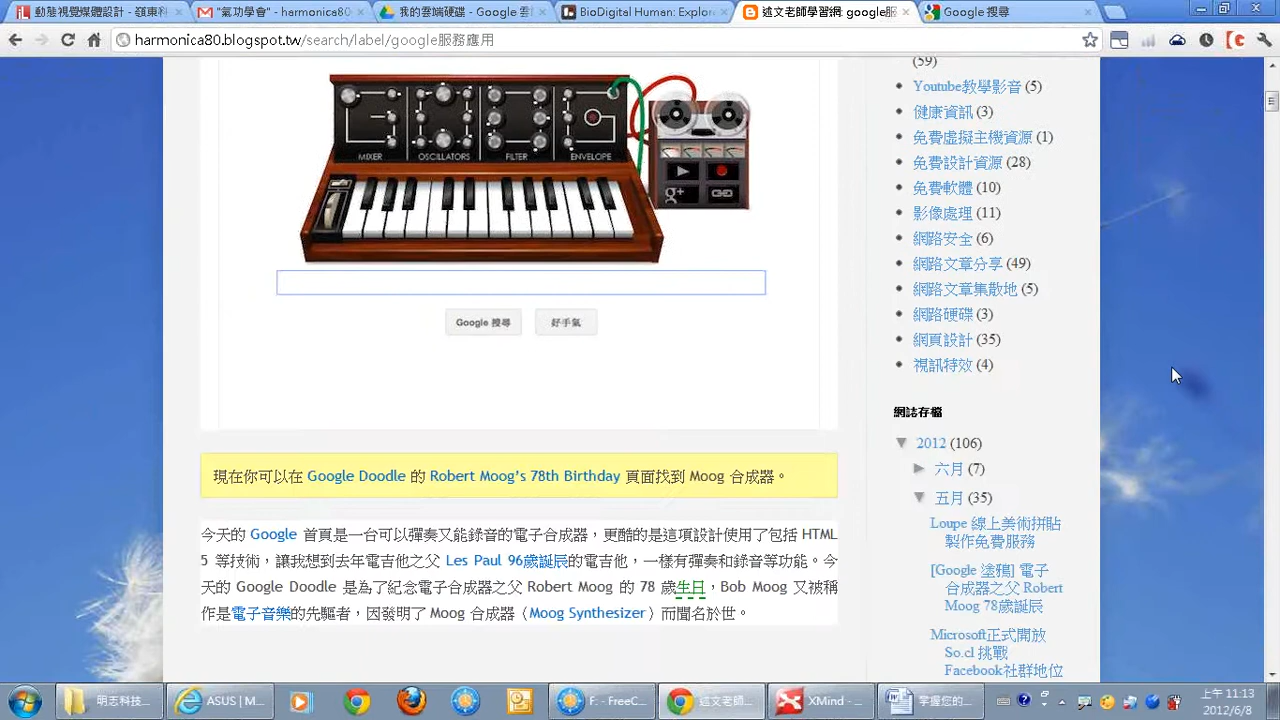 動態視覺媒體設計 - 嶺東科
"氣功學會" - harmonica80
我的雲端硬碟 - Google 雲
BioDigital Human: Explor
述文老師學習網: google服
Google 搜尋
harmonica80.blogspot.tw/search/label/google服務應用
MIXER
OSCILLATORS
FILTER
ENVELOPE
g+
Google 搜尋
好手氣
現在你可以在 Google Doodle 的 Robert Moog's 78th Birthday 頁面找到 Moog 合成器。
今天的 Google 首頁是一台可以彈奏又能錄音的電子合成器，更酷的是這項設計使用了包括 HTML
5 等技術，讓我想到去年電吉他之父 Les Paul 96歲誕辰的電吉他，一樣有彈奏和錄音等功能。今
天的 Google Doodle 是為了紀念電子合成器之父 Robert Moog 的 78 歲生日，Bob Moog 又被稱
作是電子音樂的先驅者，因發明了 Moog 合成器（Moog Synthesizer）而聞名於世。
(59)
Youtube教學影音 (5)
健康資訊 (3)
免費虛擬主機資源 (1)
免費設計資源 (28)
免費軟體 (10)
影像處理 (11)
網路安全 (6)
網路文章分享 (49)
網路文章集散地 (5)
網路硬碟 (3)
網頁設計 (35)
視訊特效 (4)
網誌存檔
2012 (106)
六月 (7)
五月 (35)
Loupe 線上美術拼貼
製作免費服務
[Google 塗鴉] 電子
合成器之父 Robert
Moog 78歲誕辰
Microsoft正式開放
So.cl 挑戰
Facebook社群地位
明志科技...
ASUS | M...
F: - FreeC...
述文老師...
XMind - ...
掌握您的...
上午 11:13
2012/6/8